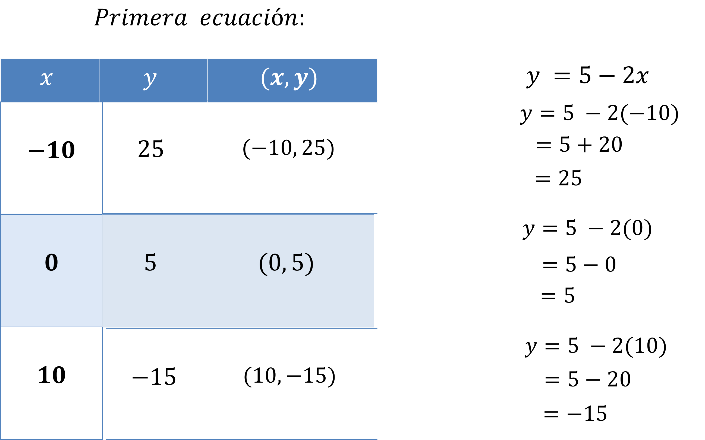 Primera ecuación:
x y (x, y)
−10 25 (−10, 25)
0 5 (0, 5)
10 −15 (10, −15)
y = 5 − 2x
y = 5 − 2(−10)
= 5 + 20
= 25
y = 5 − 2(0)
= 5 − 0
= 5
y = 5 − 2(10)
= 5 − 20
= −15